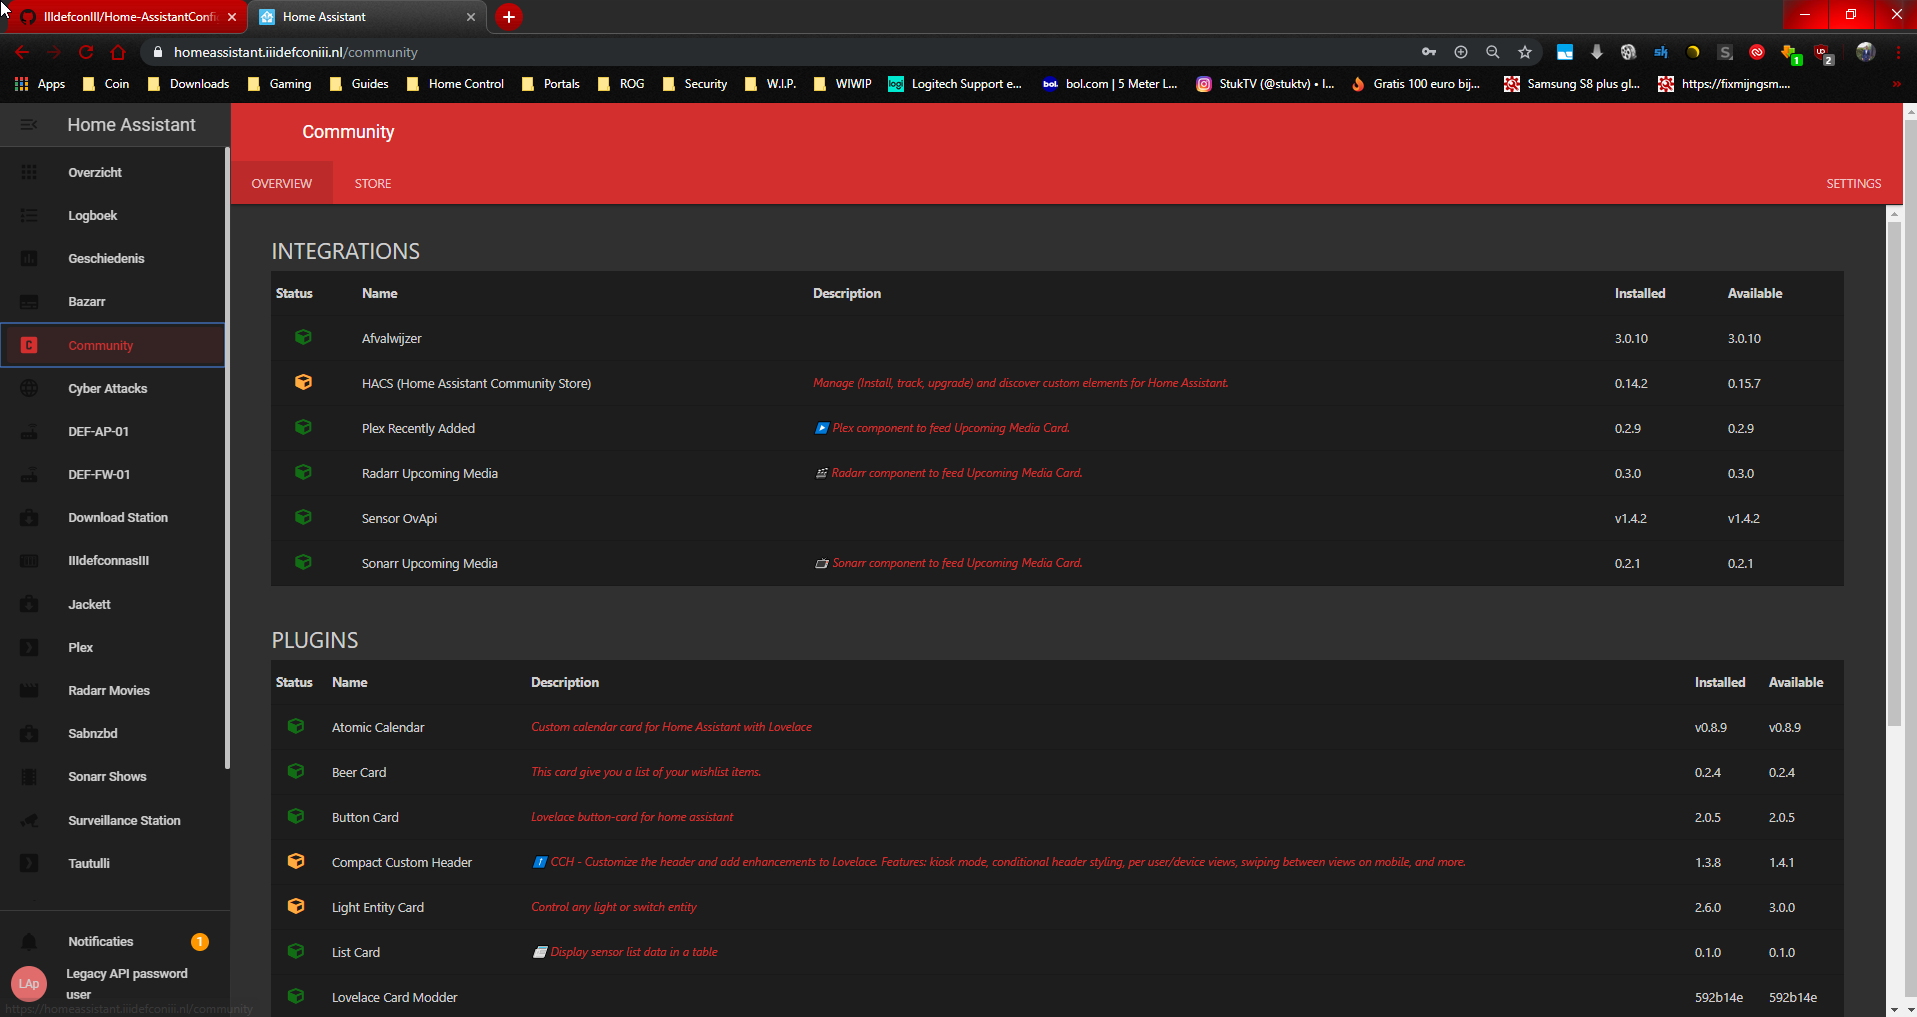 IIIdefconIII/Home-AssistantConfi
Home Assistant
homeassistant.iiidefconiii.nl/community
Apps
Coin
Downloads
Gaming
Guides
Home Control
Portals
ROG
Security
W.I.P.
WIWIP
Logitech Support e...
bol.com | 5 Meter L...
StukTV (@stuktv) • I...
Gratis 100 euro bij...
Samsung S8 plus gl...
https://fixmijngsm....
Home Assistant
Overzicht
Logboek
Geschiedenis
Bazarr
Community
Cyber Attacks
DEF-AP-01
DEF-FW-01
Download Station
IIIdefconnasIII
Jackett
Plex
Radarr Movies
Sabnzbd
Sonarr Shows
Surveillance Station
Tautulli
Notificaties 1
LAp
Legacy API password
user
https://homeassistant.iiidefconiii.nl/community
Community
OVERVIEW STORE SETTINGS
INTEGRATIONS
Status Name Description Installed Available
Afvalwijzer 3.0.10 3.0.10
HACS (Home Assistant Community Store) Manage (Install, track, upgrade) and discover custom elements for Home Assistant. 0.14.2 0.15.7
Plex Recently Added Plex component to feed Upcoming Media Card. 0.2.9 0.2.9
Radarr Upcoming Media Radarr component to feed Upcoming Media Card. 0.3.0 0.3.0
Sensor OvApi v1.4.2 v1.4.2
Sonarr Upcoming Media Sonarr component to feed Upcoming Media Card. 0.2.1 0.2.1
PLUGINS
Status Name Description Installed Available
Atomic Calendar Custom calendar card for Home Assistant with Lovelace v0.8.9 v0.8.9
Beer Card This card give you a list of your wishlist items. 0.2.4 0.2.4
Button Card Lovelace button-card for home assistant 2.0.5 2.0.5
Compact Custom Header CCH - Customize the header and add enhancements to Lovelace. Features: kiosk mode, conditional header styling, per user/device views, swiping between views on mobile, and more. 1.3.8 1.4.1
Light Entity Card Control any light or switch entity 2.6.0 3.0.0
List Card Display sensor list data in a table 0.1.0 0.1.0
Lovelace Card Modder 592b14e 592b14e